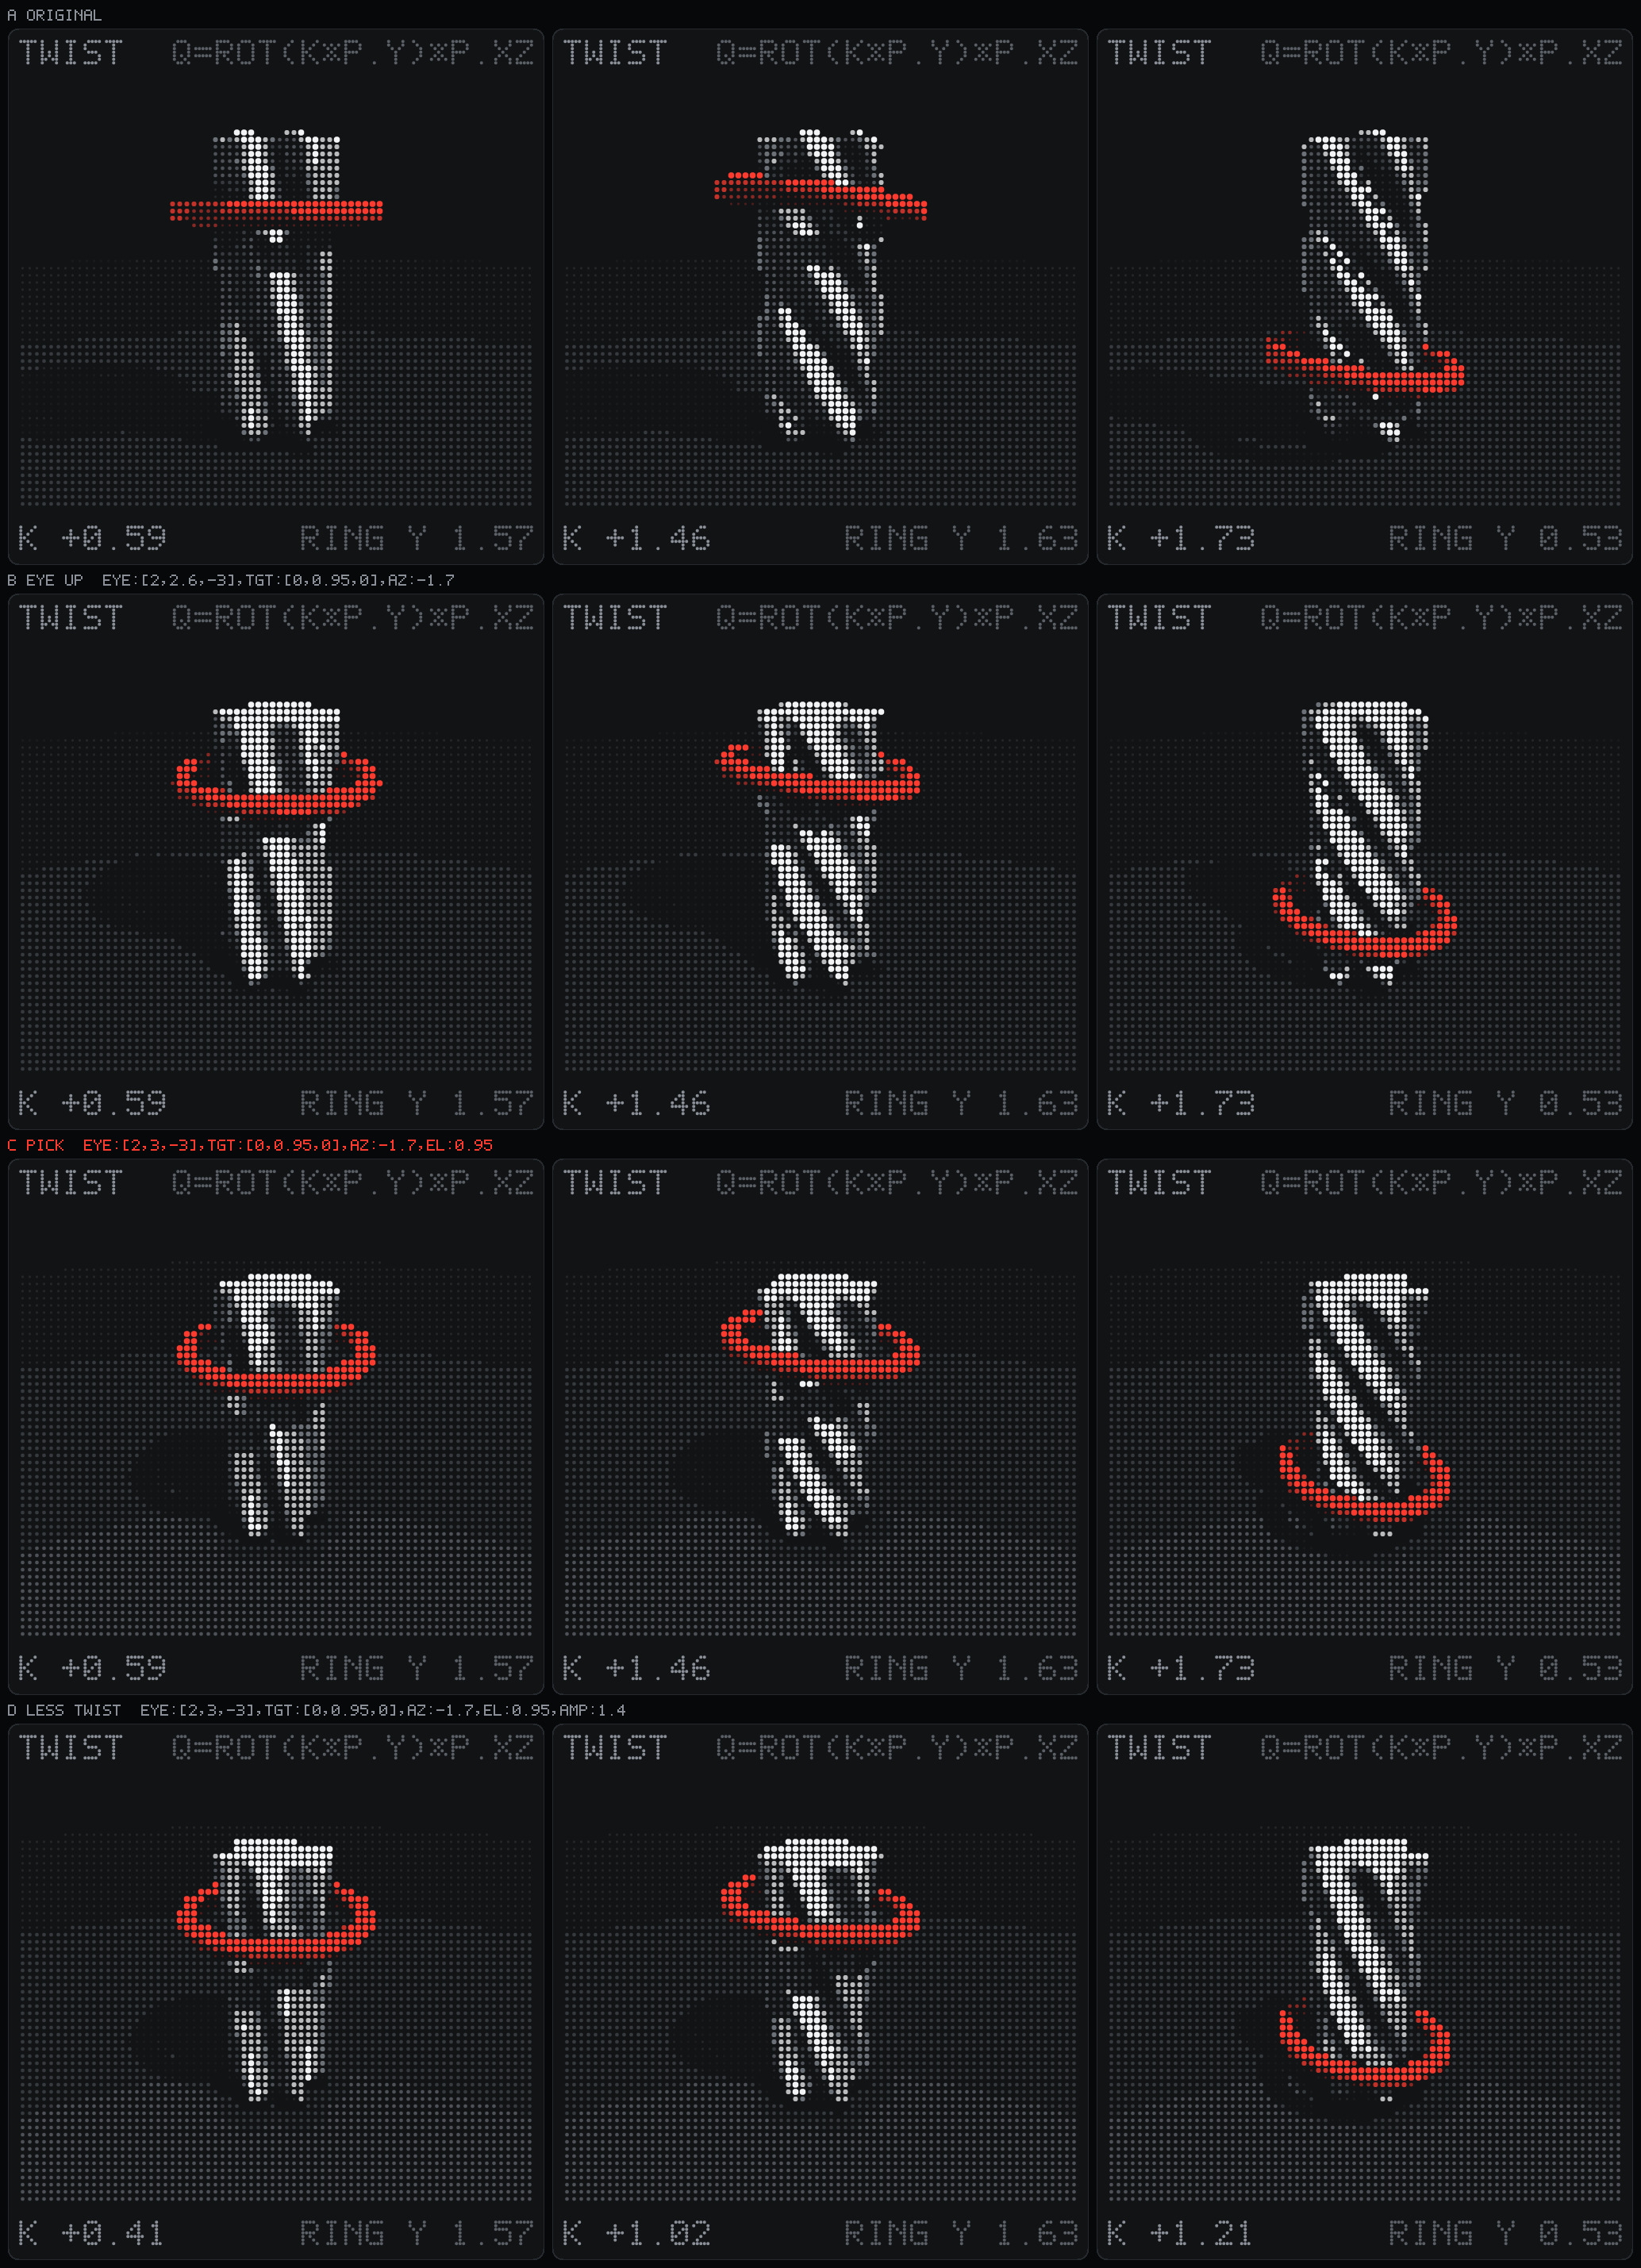 A ORIGINAL
TWIST Q=ROT(K*P.Y)*P.XZ
TWIST Q=ROT(K*P.Y)*P.XZ
TWIST Q=ROT(K*P.Y)*P.XZ
K +0.59 RING Y 1.57
K +1.46 RING Y 1.63
K +1.73 RING Y 0.53
B EYE UP EYE:[2,2.6,-3],TGT:[0,0.95,0],AZ:-1.7
TWIST Q=ROT(K*P.Y)*P.XZ
TWIST Q=ROT(K*P.Y)*P.XZ
TWIST Q=ROT(K*P.Y)*P.XZ
K +0.59 RING Y 1.57
K +1.46 RING Y 1.63
K +1.73 RING Y 0.53
C PICK EYE:[2,3,-3],TGT:[0,0.95,0],AZ:-1.7,EL:0.95
TWIST Q=ROT(K*P.Y)*P.XZ
TWIST Q=ROT(K*P.Y)*P.XZ
TWIST Q=ROT(K*P.Y)*P.XZ
K +0.59 RING Y 1.57
K +1.46 RING Y 1.63
K +1.73 RING Y 0.53
D LESS TWIST EYE:[2,3,-3],TGT:[0,0.95,0],AZ:-1.7,EL:0.95,AMP:1.4
TWIST Q=ROT(K*P.Y)*P.XZ
TWIST Q=ROT(K*P.Y)*P.XZ
TWIST Q=ROT(K*P.Y)*P.XZ
K +0.41 RING Y 1.57
K +1.02 RING Y 1.63
K +1.21 RING Y 0.53